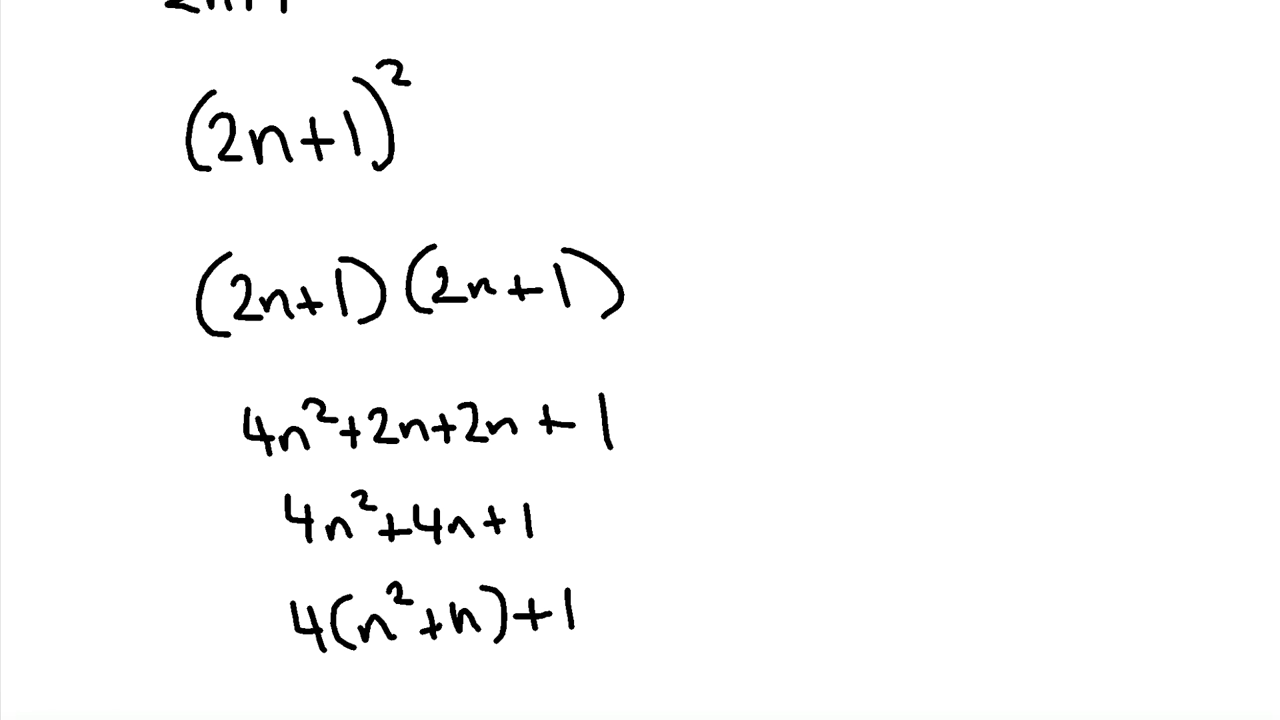 (2n+1)²
(2n+1)(2n+1)
4n²+2n+2n+1
4n²+4n+1
4(n²+n)+1